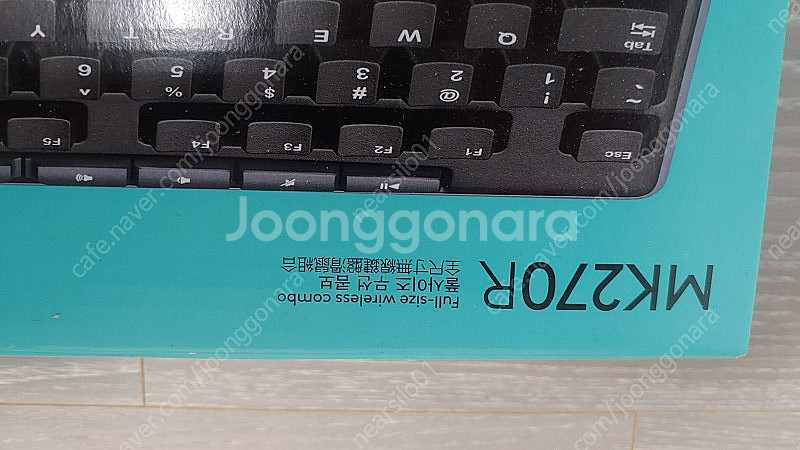 MK270R
Full-size wireless combo
풀사이즈 무선 콤보
全尺寸無線鍵盤滑鼠組合
Esc F1 F2 F3 F4 F5
~ ` ! 1 @ 2 # 3 $ 4 % 5 ^ 6
Tab Q W E R T Y
Joonggonara
cafe.naver.com/joonggonara
nearsilo01